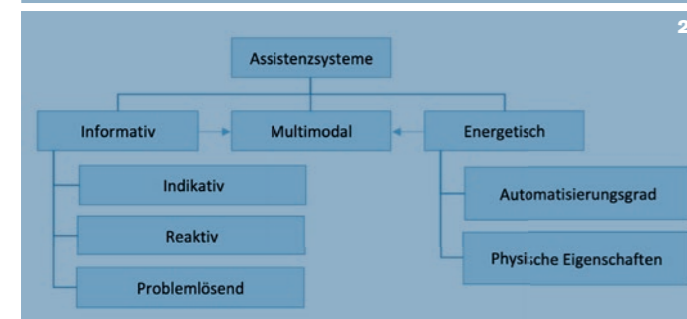 2
Assistenzsysteme
Informativ
Multimodal
Energetisch
Indikativ
Reaktiv
Problemlösend
Automatisierungsgrad
Physische Eigenschaften